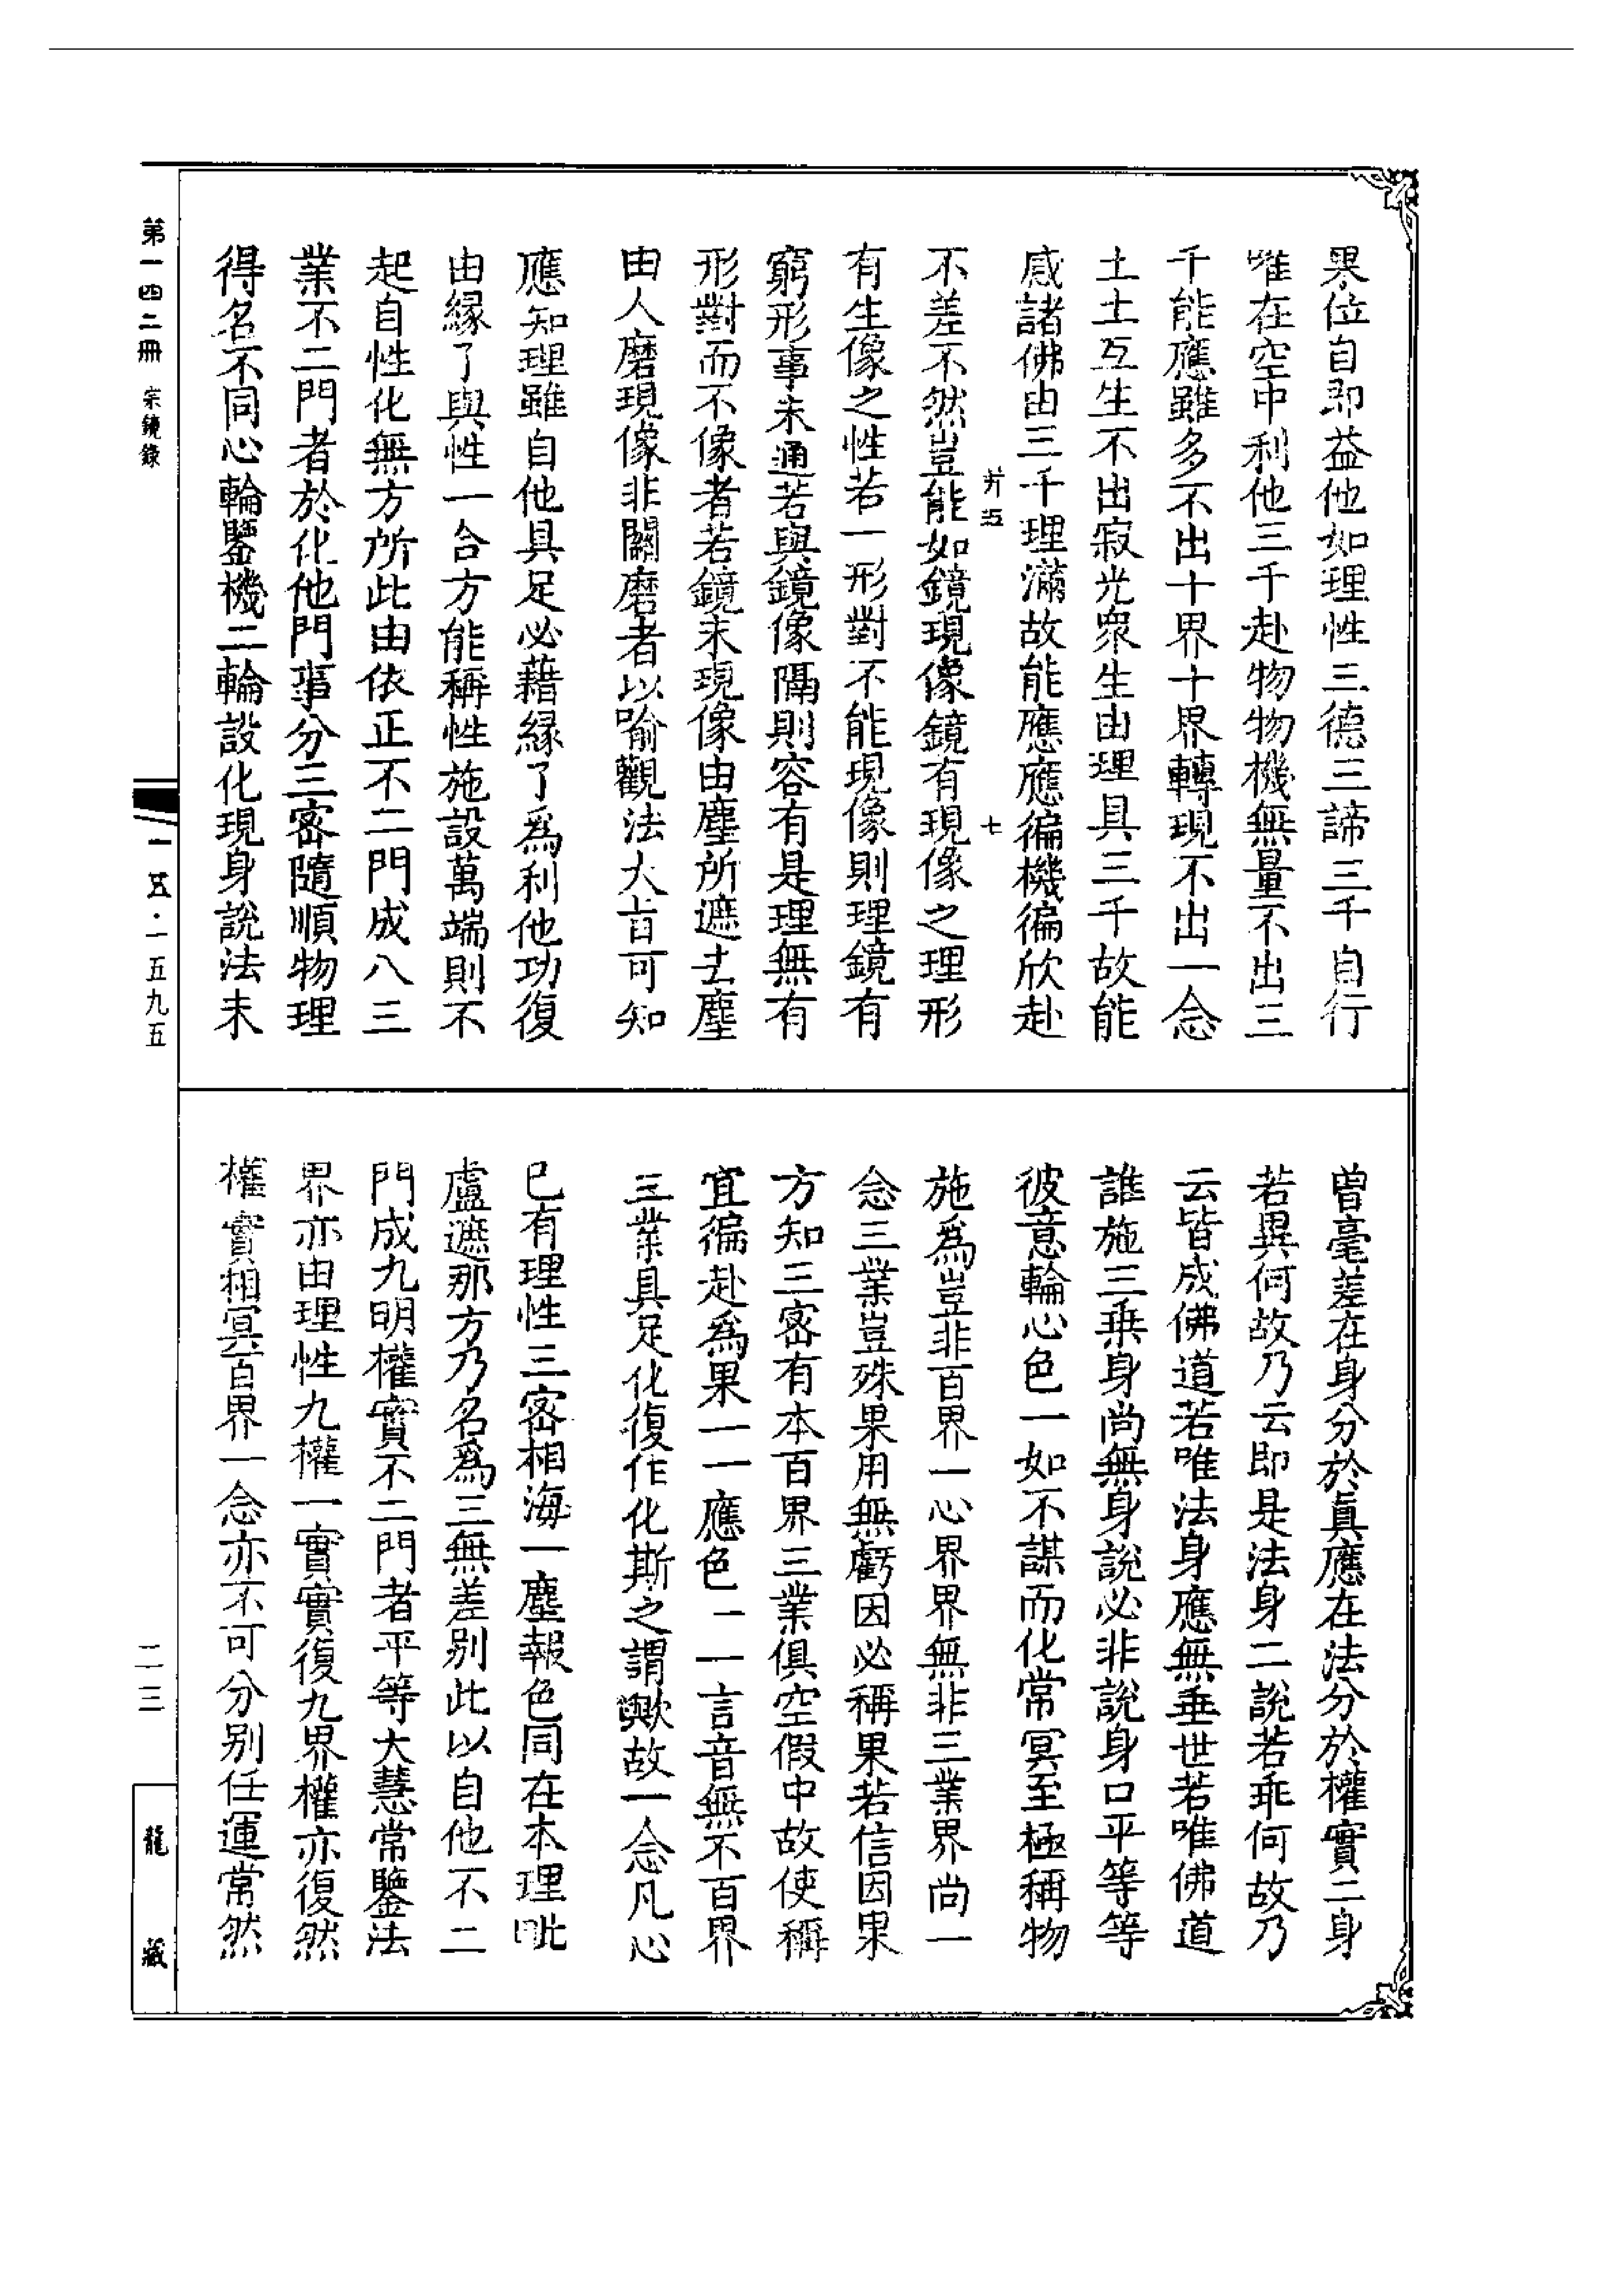 果位自即益他如理性三德三諦三千自行
唯在空中利他三千赴物物機無量不出三
千能應雖多不出十界十界轉現不出一念
土土互生不出寂光眾生由理具三千故能
感諸佛由三千理滿故能應應徧機徧欣赴
不差不然豈能如鏡現像鏡有現像之理形
有生像之性若一形對不能現像則理鏡有
窮形事未通若與鏡像隔則容有是理無有
形對而不像者若鏡未現像由塵所遮去塵
由人磨現像非關磨者以喻觀法大旨可知
應知理雖自他具足必藉緣了為利他功復
由緣了與性一合方能稱性施設萬端則不
起自性化無方所此由依正不二門成八三
業不二門者於化他門事分三密隨順物理
得名不同心輪鑒機二輪設化現身說法未
七
曾毫差在身分於真應在法分於權實二身
若異何故乃云即是法身二說若乖何故乃
云皆成佛道若唯法身應無垂世若唯佛道
誰施三乘身尚無身說必非說身口平等等
彼意輪心色一如不謀而化常冥至極稱物
施為豈非百界一心界界無非三業界尚一
念三業豈殊果用無虧因必稱果若信因果
方知三密有本百界三業俱空假中故使稱
宜徧赴為果一一應色一一言音無不百界
三業具足化復作化斯之謂歟故一念凡心
已有理性三密相海一塵報色同在本理毗
盧遮那方乃名為三無差別此以自他不二
門成九明權實不二門者平等大慧常鑒法
界亦由理性九權一實實復九界權亦復然
權實相冥百界一念亦不可分別任運常然
第一四二冊 宗鏡錄
一五九五
二三
龍藏